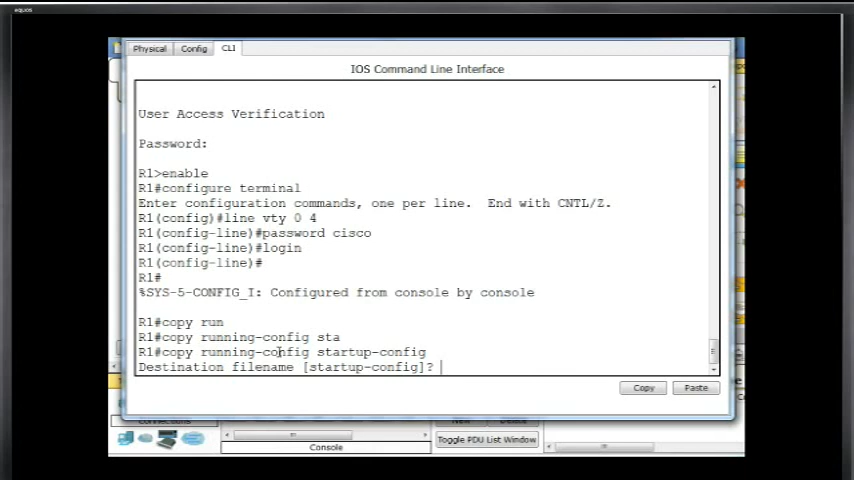 equos
Physical Config CLI
IOS Command Line Interface
User Access Verification
Password:
R1>enable
R1#configure terminal
Enter configuration commands, one per line. End with CNTL/Z.
R1(config)#line vty 0 4
R1(config-line)#password cisco
R1(config-line)#login
R1(config-line)#
R1#
%SYS-5-CONFIG_I: Configured from console by console
R1#copy run
R1#copy running-config sta
R1#copy running-config startup-config
Destination filename [startup-config]?
Copy Paste
Connections
Console
Toggle PDU List Window